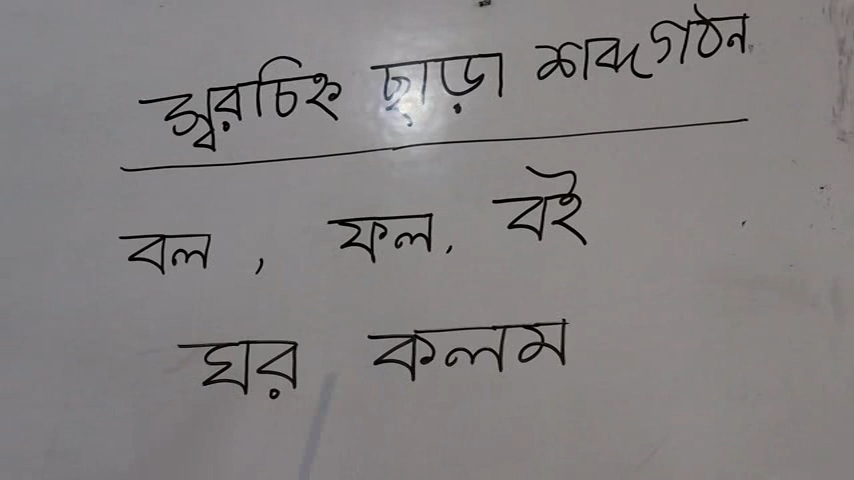 স্বরচিহ্ন ছাড়া শব্দগঠন
বল , ফল, বই
ঘর কলম